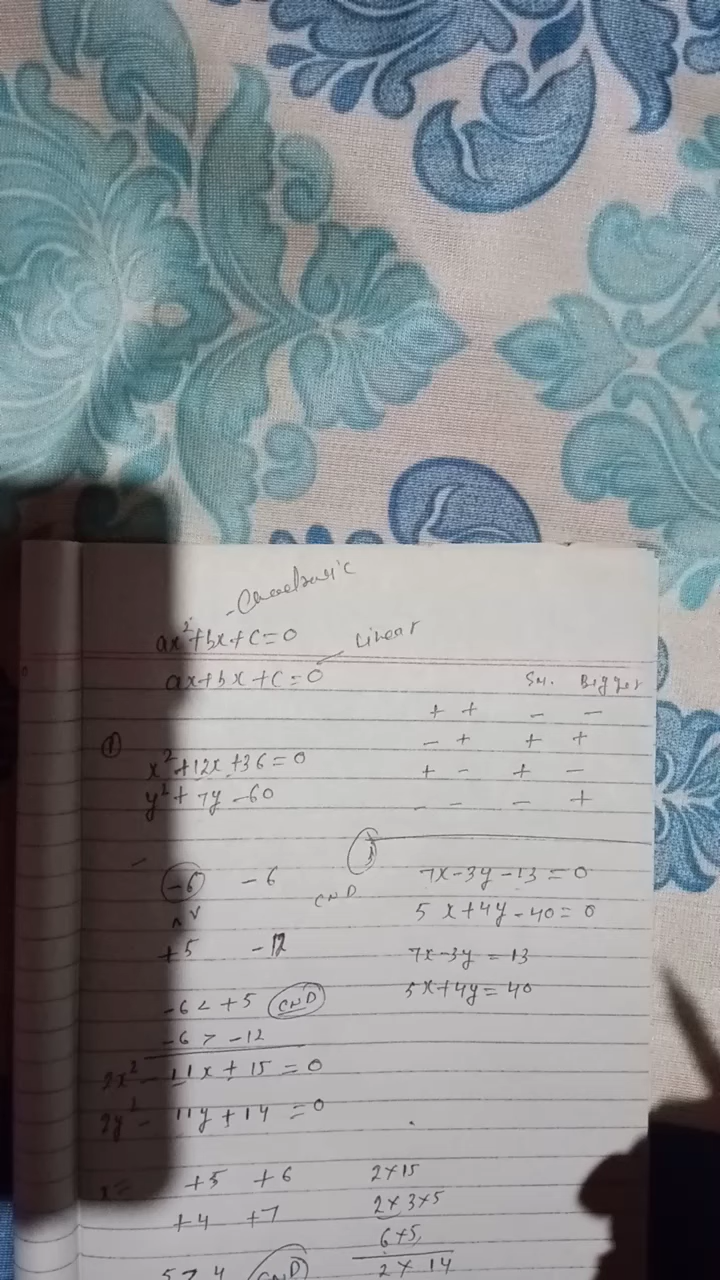 ax²+bx+c=0
Linear
ax+bx+c=0
Sm. Bigger
+ + - -
- + + +
+ - + -
- - - +
①
x²+12x+36=0
y²+7y-60
-6 -6
CND
+5 -12
-6 < +5 CND
-6 > -12
2x²-11x+15=0
2y²-11y+14=0
x= +5 +6
+4 +7
5 > 4 CND
7x-3y-13=0
5x+4y-40=0
7x-3y=13
5x+4y=40
2×15
2×3×5
6+5,
2×14